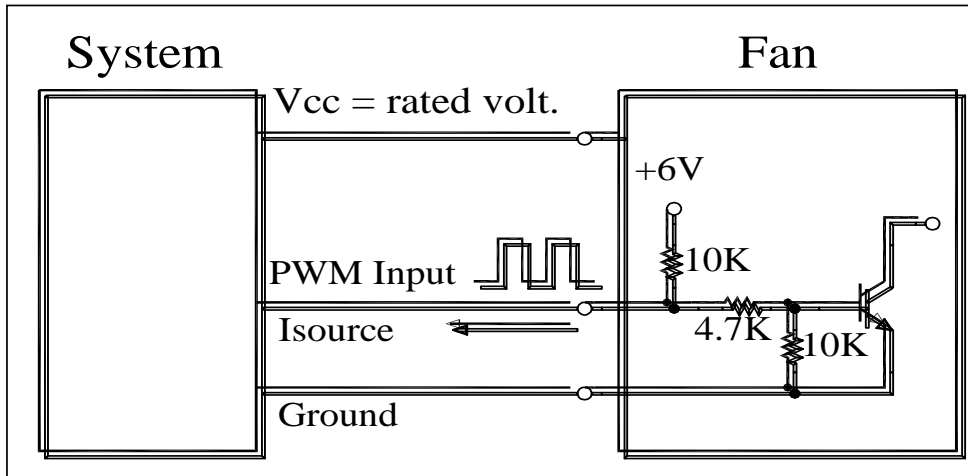 System
Fan
Vcc = rated volt.
+6V
10K
PWM Input
4.7K
10K
Isource
Ground